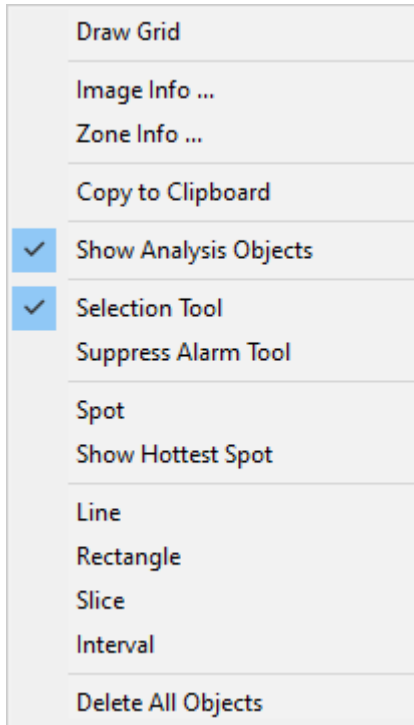 Draw Grid
Image Info ...
Zone Info ...
Copy to Clipboard
Show Analysis Objects
Selection Tool
Suppress Alarm Tool
Spot
Show Hottest Spot
Line
Rectangle
Slice
Interval
Delete All Objects